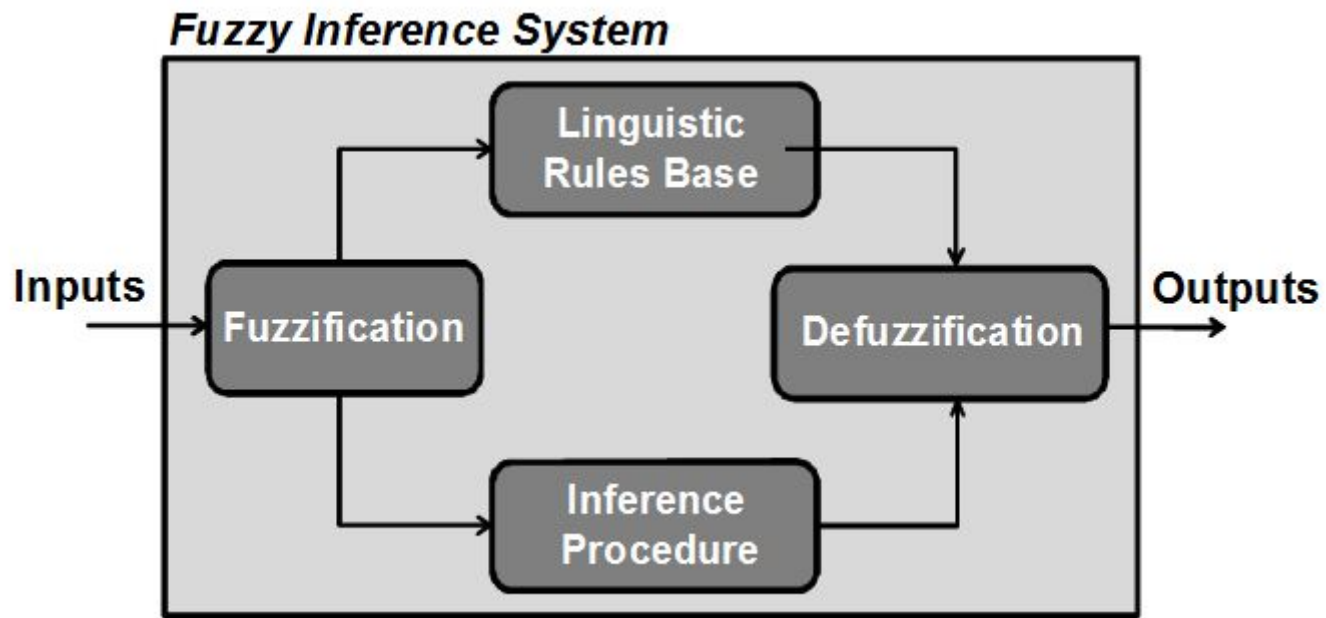 Fuzzy Inference System
Linguistic
Rules Base
Inputs
Fuzzification
Defuzzification
Outputs
Inference
Procedure